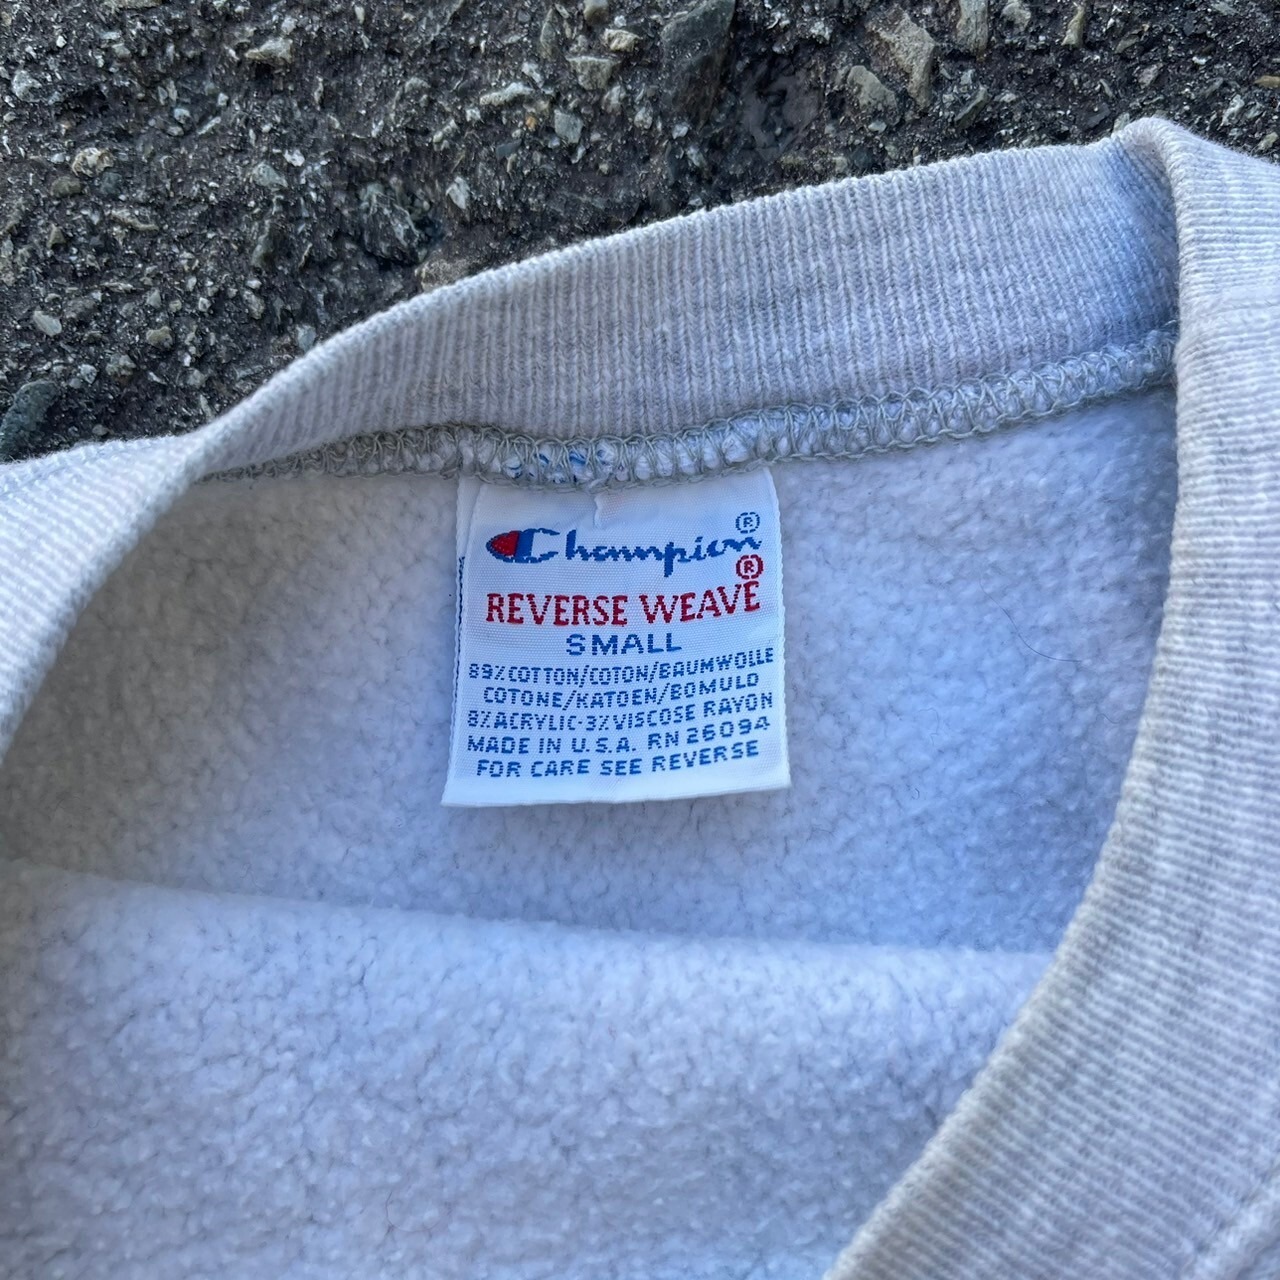 Champion®
REVERSE WEAVE®
SMALL
89% COTTON/COTON/BAUMWOLLE
COTONE/KATOEN/BOMULD
8% ACRYLIC-3% VISCOSE RAYON
MADE IN U.S.A. RN 26094
FOR CARE SEE REVERSE